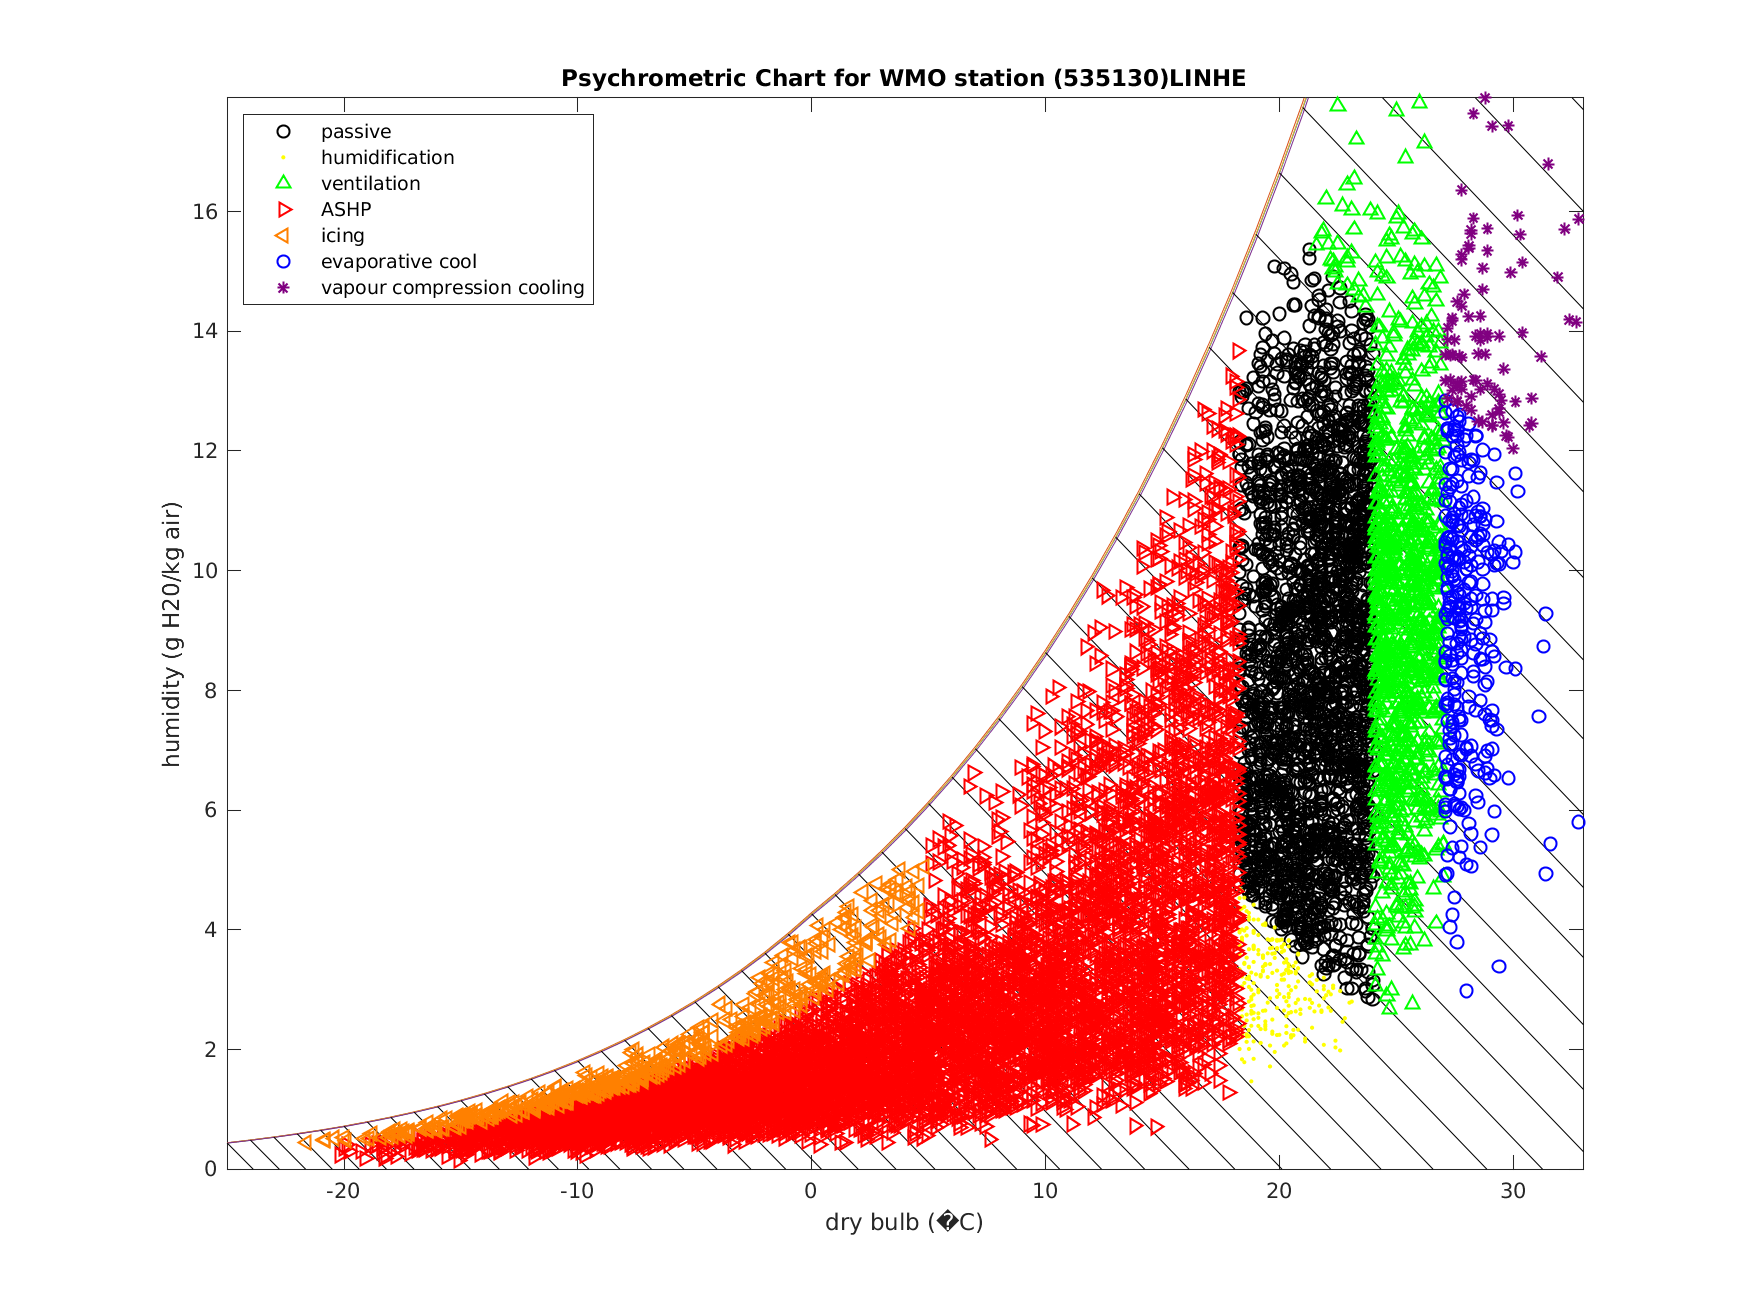 Psychrometric Chart for WMO station (535130)LINHE
passive
humidification
ventilation
ASHP
icing
evaporative cool
vapour compression cooling
humidity (g H20/kg air)
16
14
12
10
8
6
4
2
0
-20 -10 0 10 20 30
dry bulb (�C)